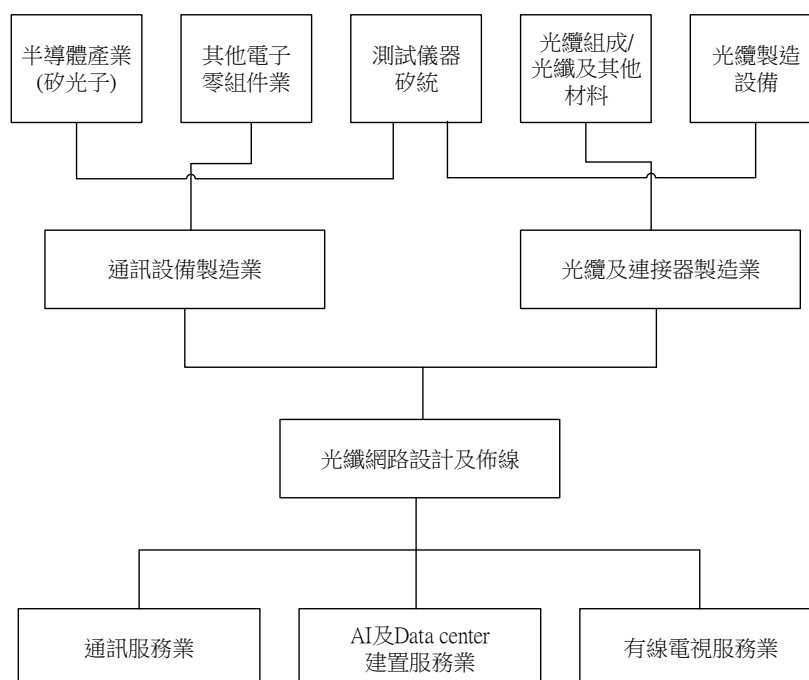 半導體產業
(矽光子)
其他電子
零組件業
測試儀器
矽統
光纜組成/
光纖及其他
材料
光纜製造
設備
通訊設備製造業
光纜及連接器製造業
光纖網路設計及佈線
通訊服務業
AI及Data center
建置服務業
有線電視服務業